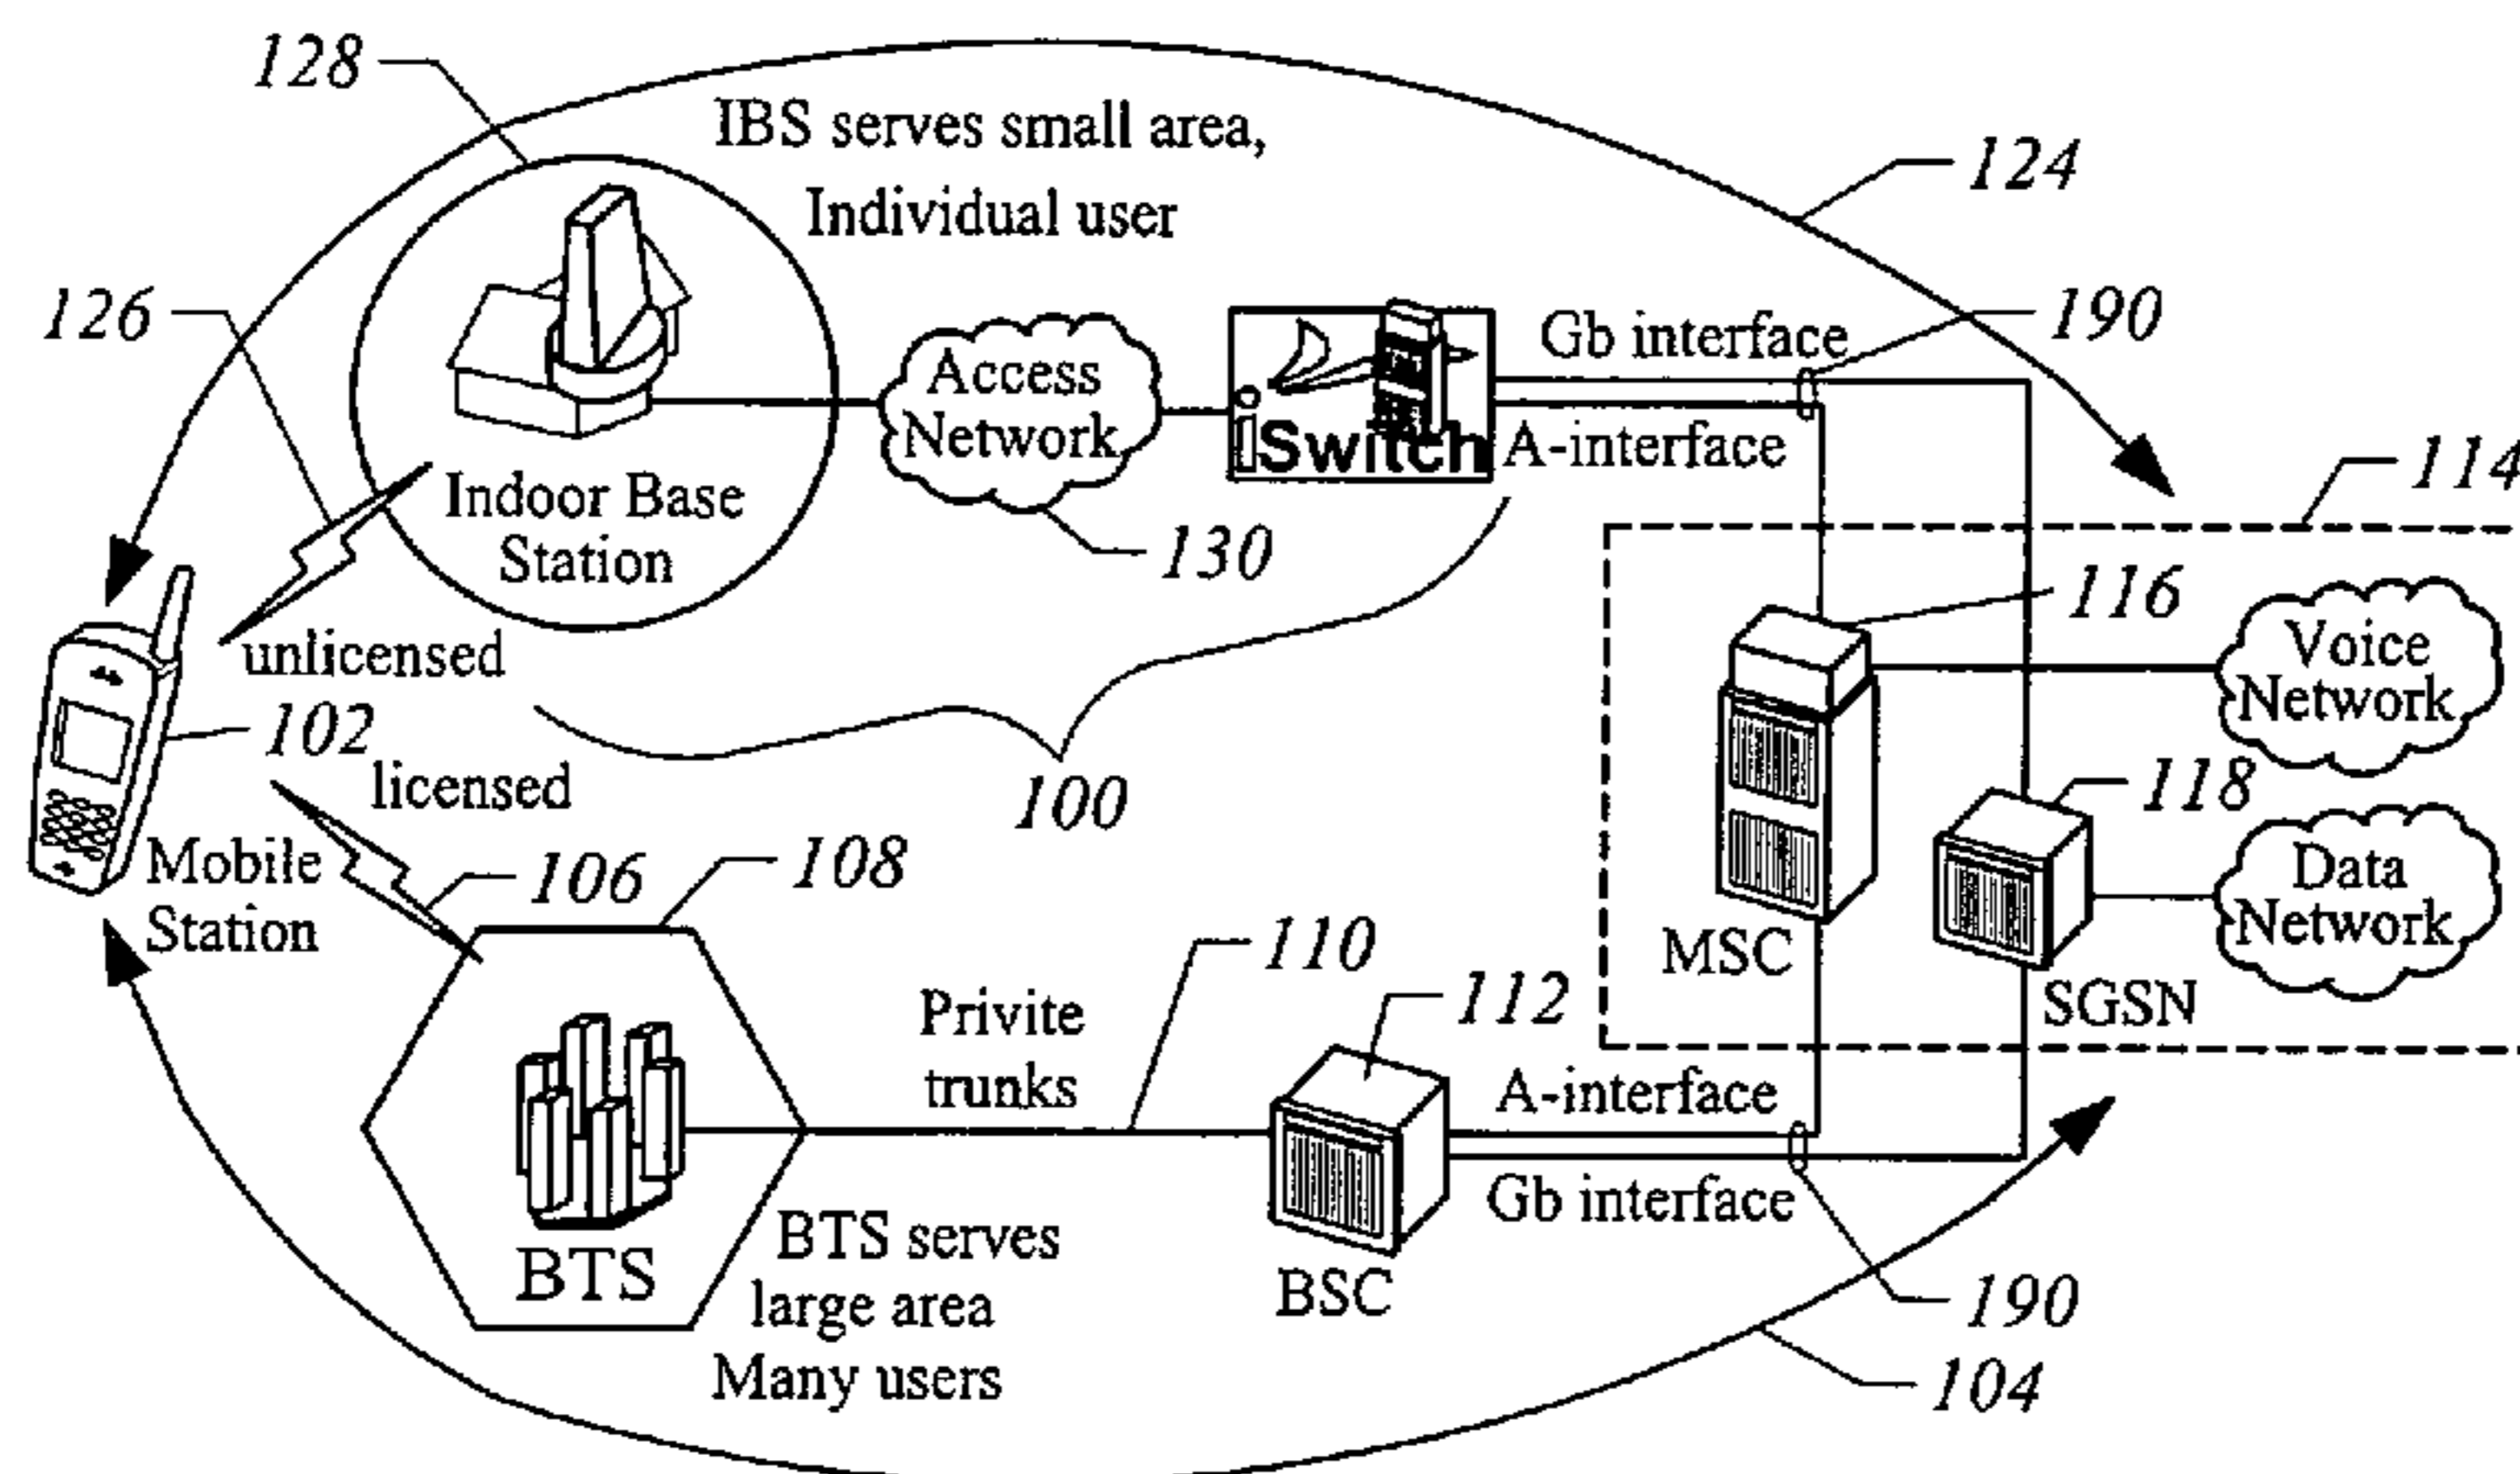 128
IBS serves small area,
Individual user
124
126
190
Gb interface
Access
Network
iSwitch
A-interface
114
Indoor Base
Station
130
116
unlicensed
Voice
Network
102
licensed
100
118
Mobile
Station
106
108
Data
Network
110
MSC
112
SGSN
Privite
trunks
A-interface
Gb interface
BTS
BTS serves
large area
Many users
BSC
190
104